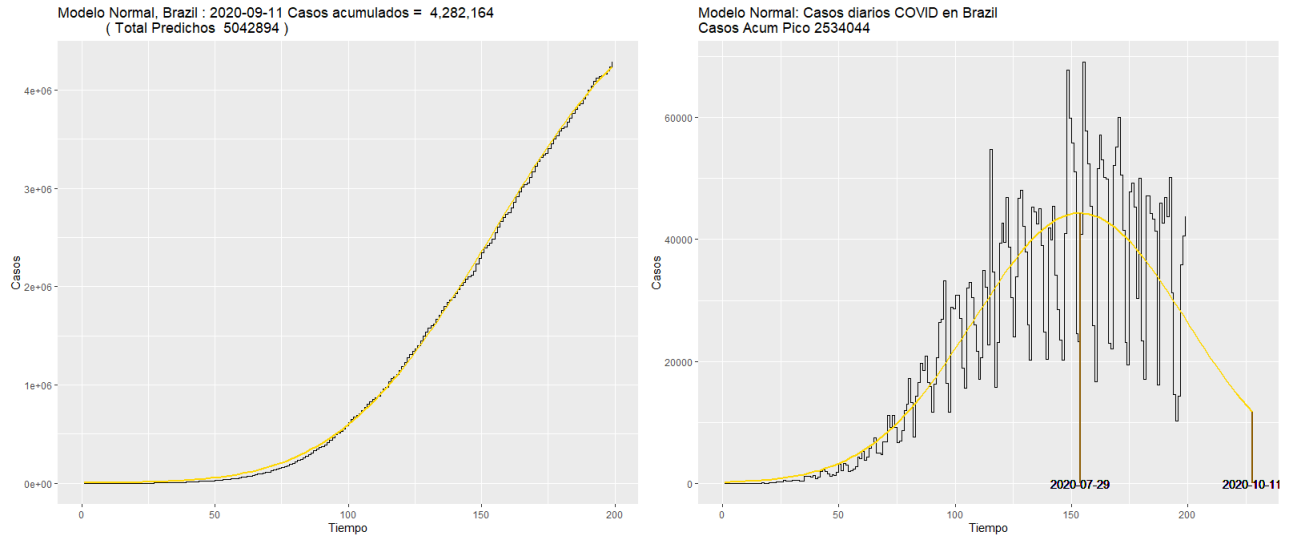 Modelo Normal, Brazil : 2020-09-11 Casos acumulados =  4,282,164
( Total Predichos  5042894 )
4e+06
3e+06
2e+06
1e+06
0e+00
Casos
0
50
100
150
200
Tiempo
Modelo Normal: Casos diarios COVID en Brazil
Casos Acum Pico 2534044
60000
40000
20000
0
Casos
2020-07-29
2020-10-11
0
50
100
150
200
Tiempo